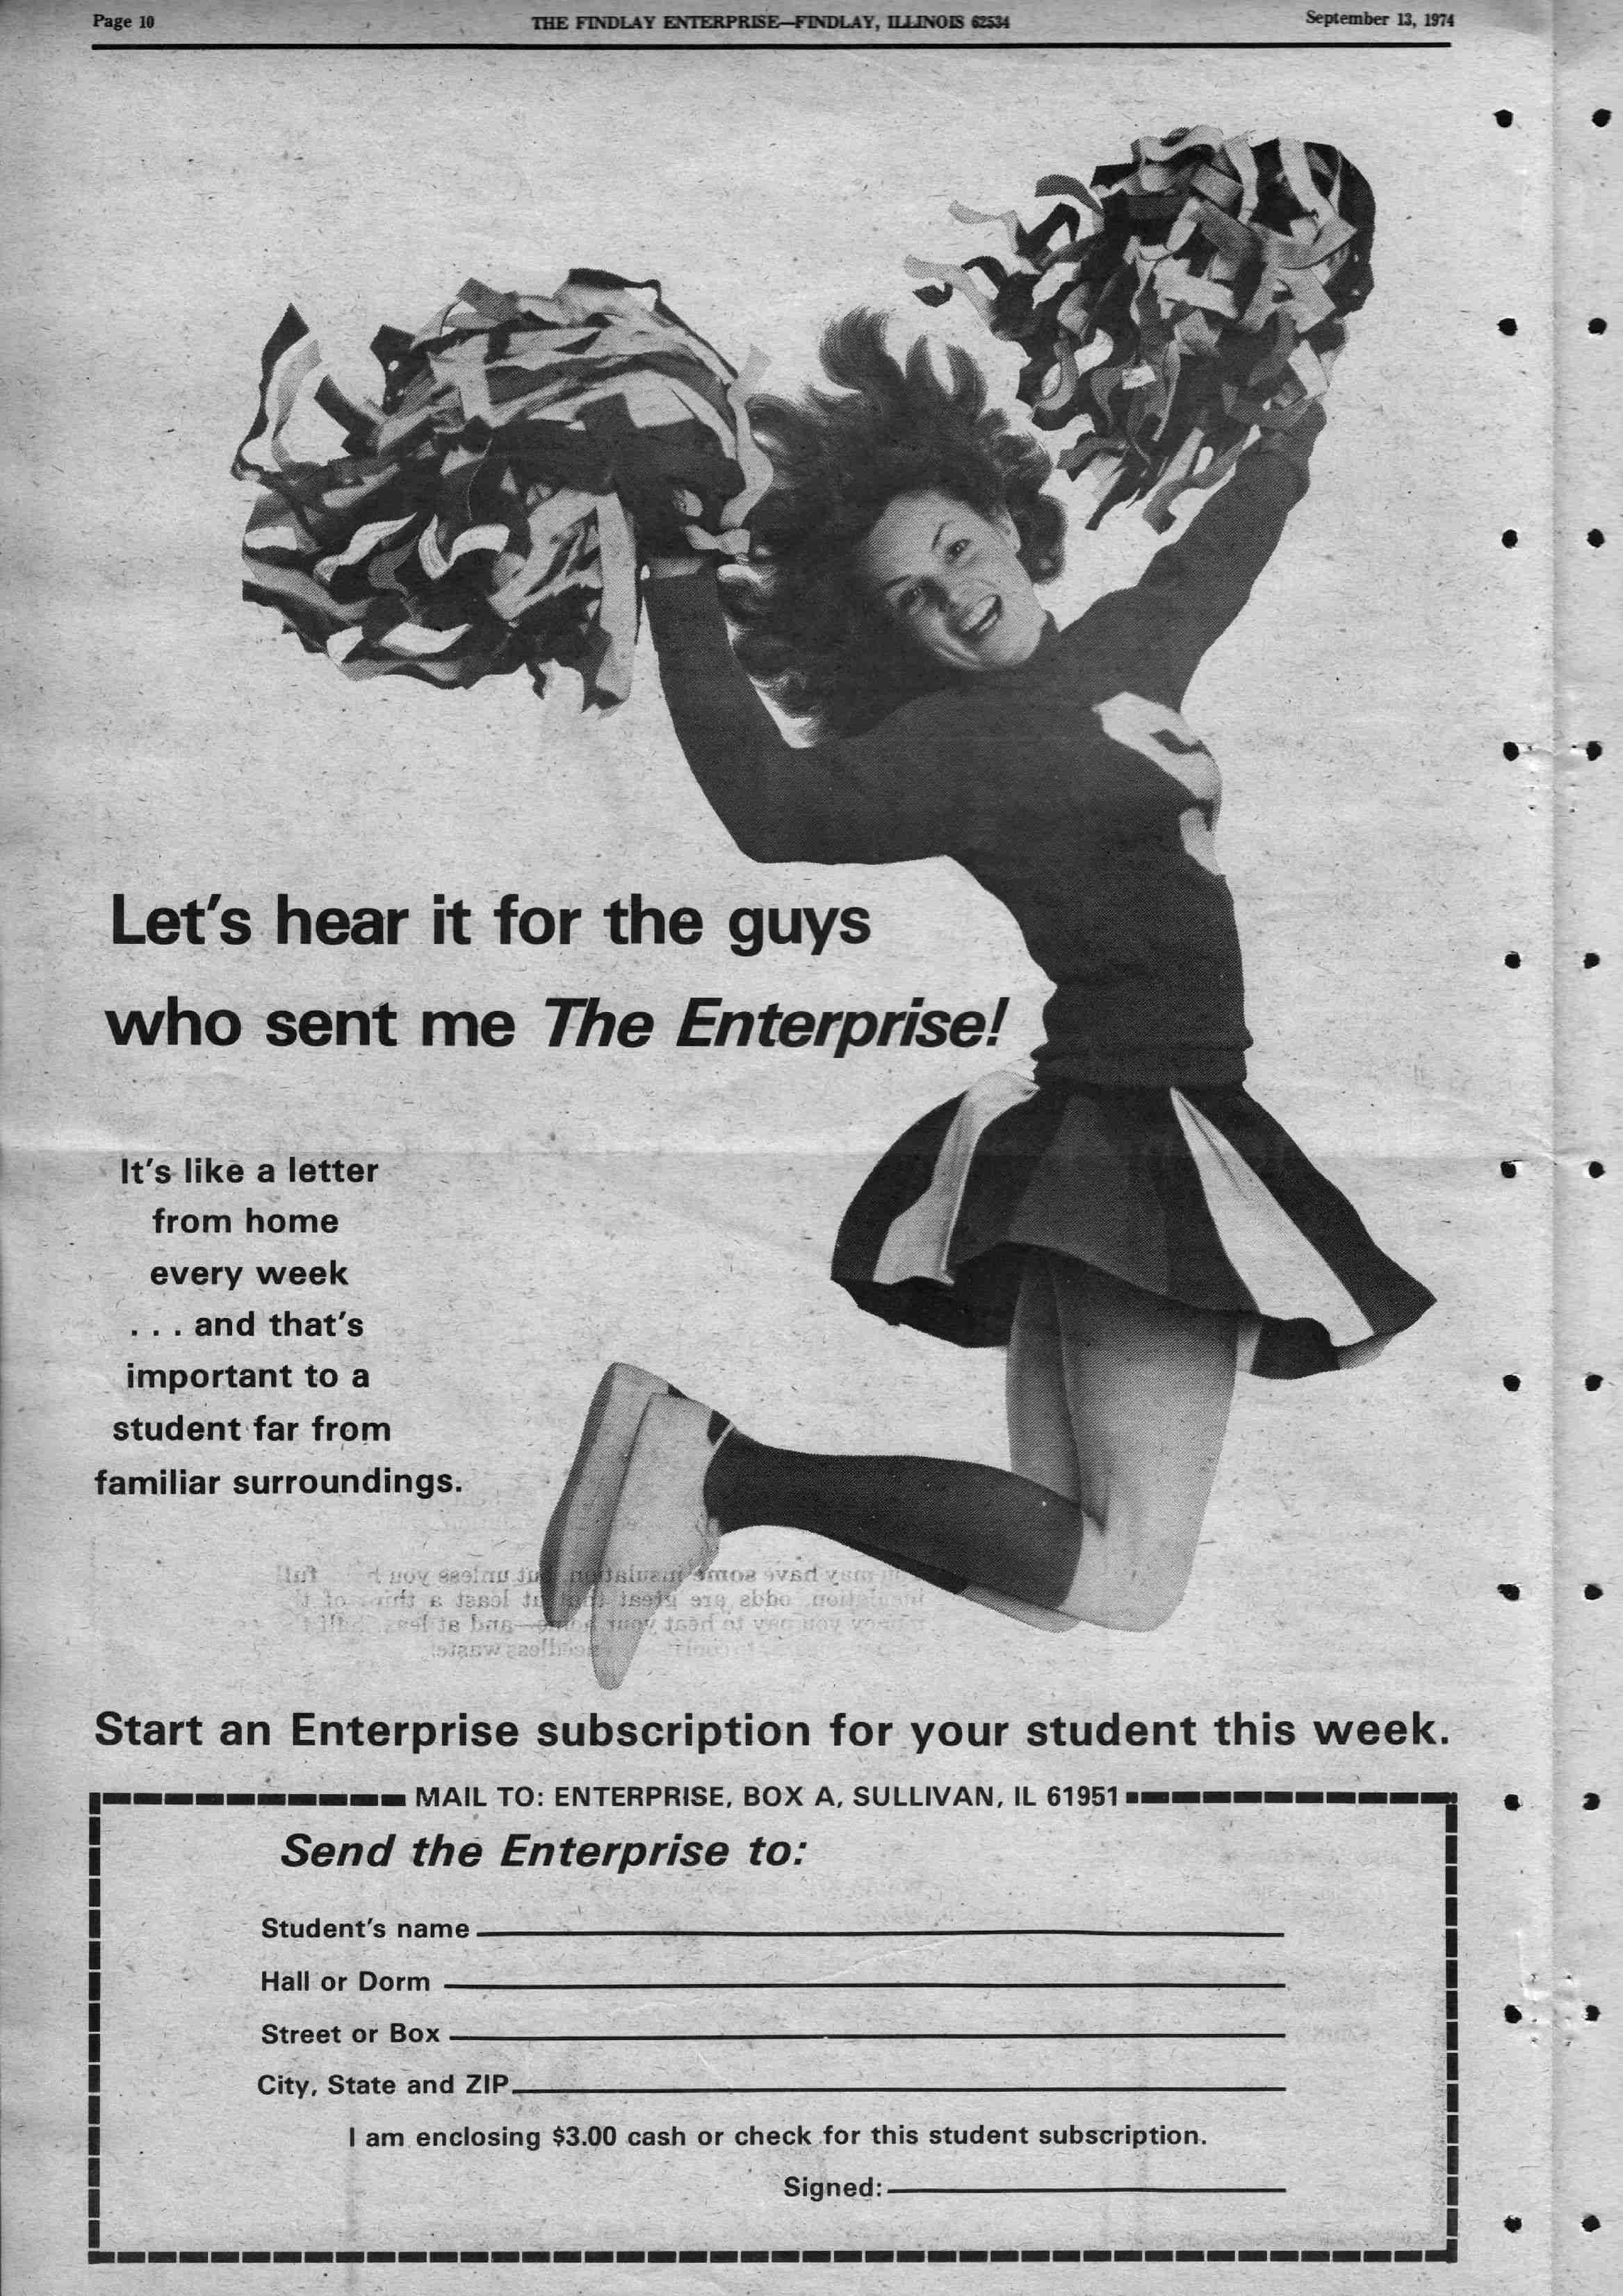 Page 10 THE FINDLAY ENTERPRISE—FINDLAY, ILLINOIS 62534 September 13, 1974
Let's hear it for the guys
who sent me The Enterprise!
It's like a letter
from home
every week
. . . and that's
important to a
student far from
familiar surroundings.
Start an Enterprise subscription for your student this week.
MAIL TO: ENTERPRISE, BOX A, SULLIVAN, IL 61951
Send the Enterprise to:
Student's name
Hall or Dorm
Street or Box
City, State and ZIP
I am enclosing $3.00 cash or check for this student subscription.
Signed: